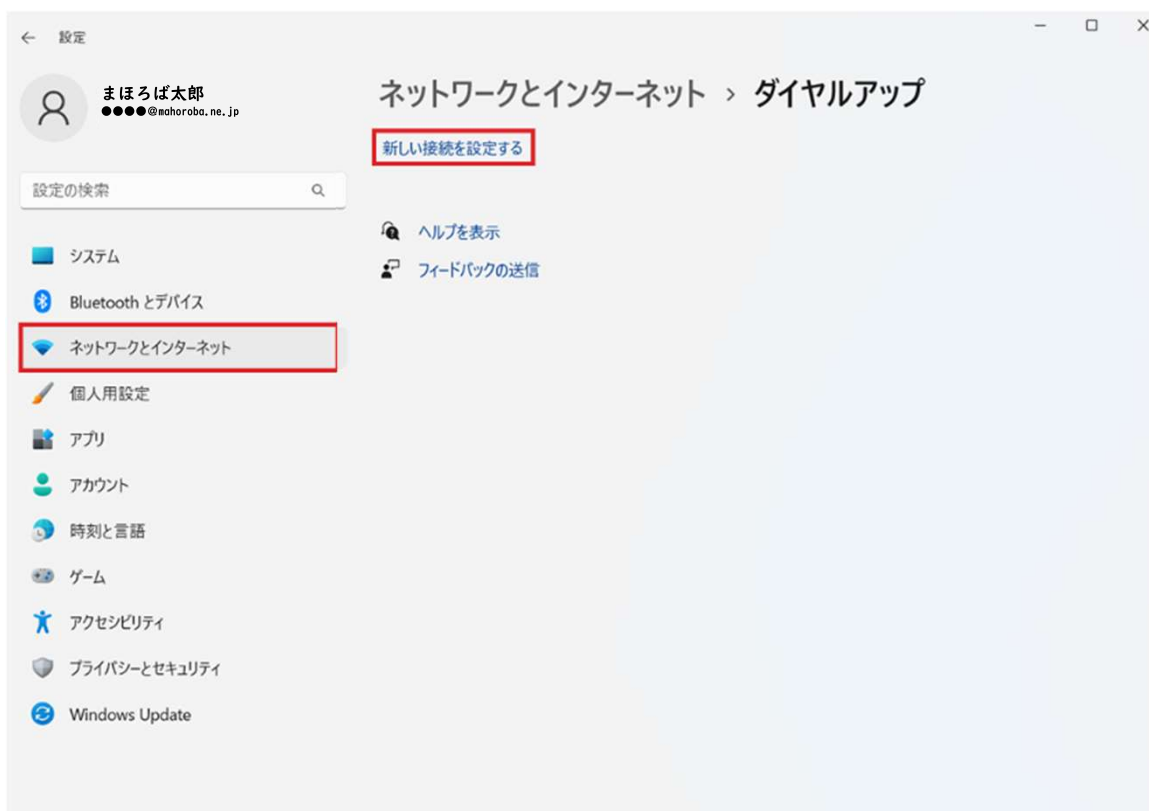 ← 設定
まほろば太郎
●●●●@mahoroba.ne.jp
設定の検索
システム
Bluetooth とデバイス
ネットワークとインターネット
個人用設定
アプリ
アカウント
時刻と言語
ゲーム
アクセシビリティ
プライバシーとセキュリティ
Windows Update
ネットワークとインターネット › ダイヤルアップ
新しい接続を設定する
ヘルプを表示
フィードバックの送信